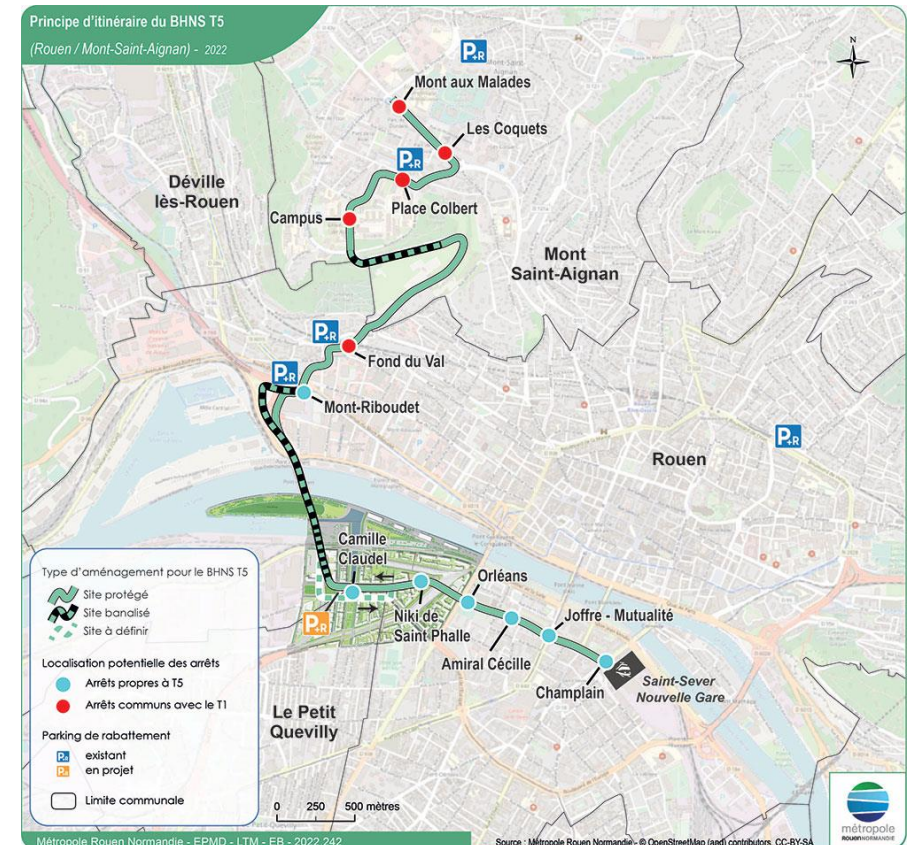 Principe d'itinéraire du BHNS T5
(Rouen / Mont-Saint-Aignan) - 2022
N
P+R
Mont aux Malades
Les Coquets
P+R
Place Colbert
Campus
Déville
lès-Rouen
Mont
Saint-Aignan
P+R
Fond du Val
P+R
Mont-Riboudet
P+R
Rouen
Camille
Claudel
P+R
Niki de
Saint Phalle
Orléans
Amiral Cécille
Joffre - Mutualité
Champlain
Saint-Sever
Nouvelle Gare
Le Petit
Quevilly
Type d'aménagement pour le BHNS T5
Site protégé
Site banalisé
Site à définir
Localisation potentielle des arrêts
Arrêts propres à T5
Arrêts communs avec le T1
Parking de rabattement
existant
en projet
Limite communale
0 250 500 mètres
métropole
ROUENNORMANDIE
Métropole Rouen Normandie - EPMD - LTM - EB - 2022 242
Source : Métropole Rouen Normandie - © OpenStreetMap (and) contributors, CC-BY-SA